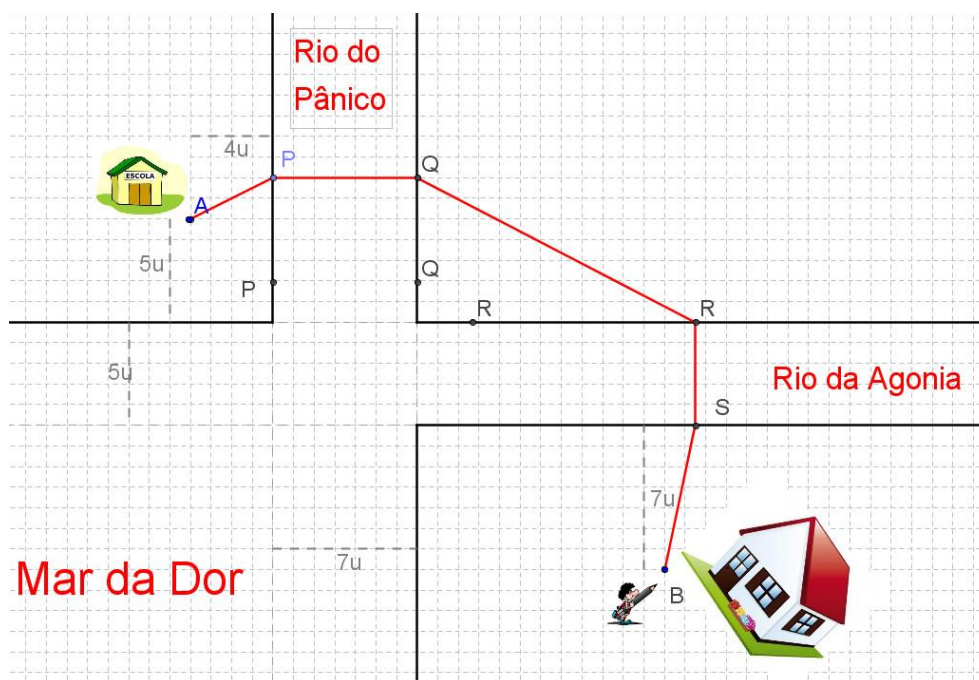 Rio do
Pânico
4u
P
Q
ESCOLA
A
5u
P
Q
R
R
5u
Rio da Agonia
S
7u
7u
Mar da Dor
B